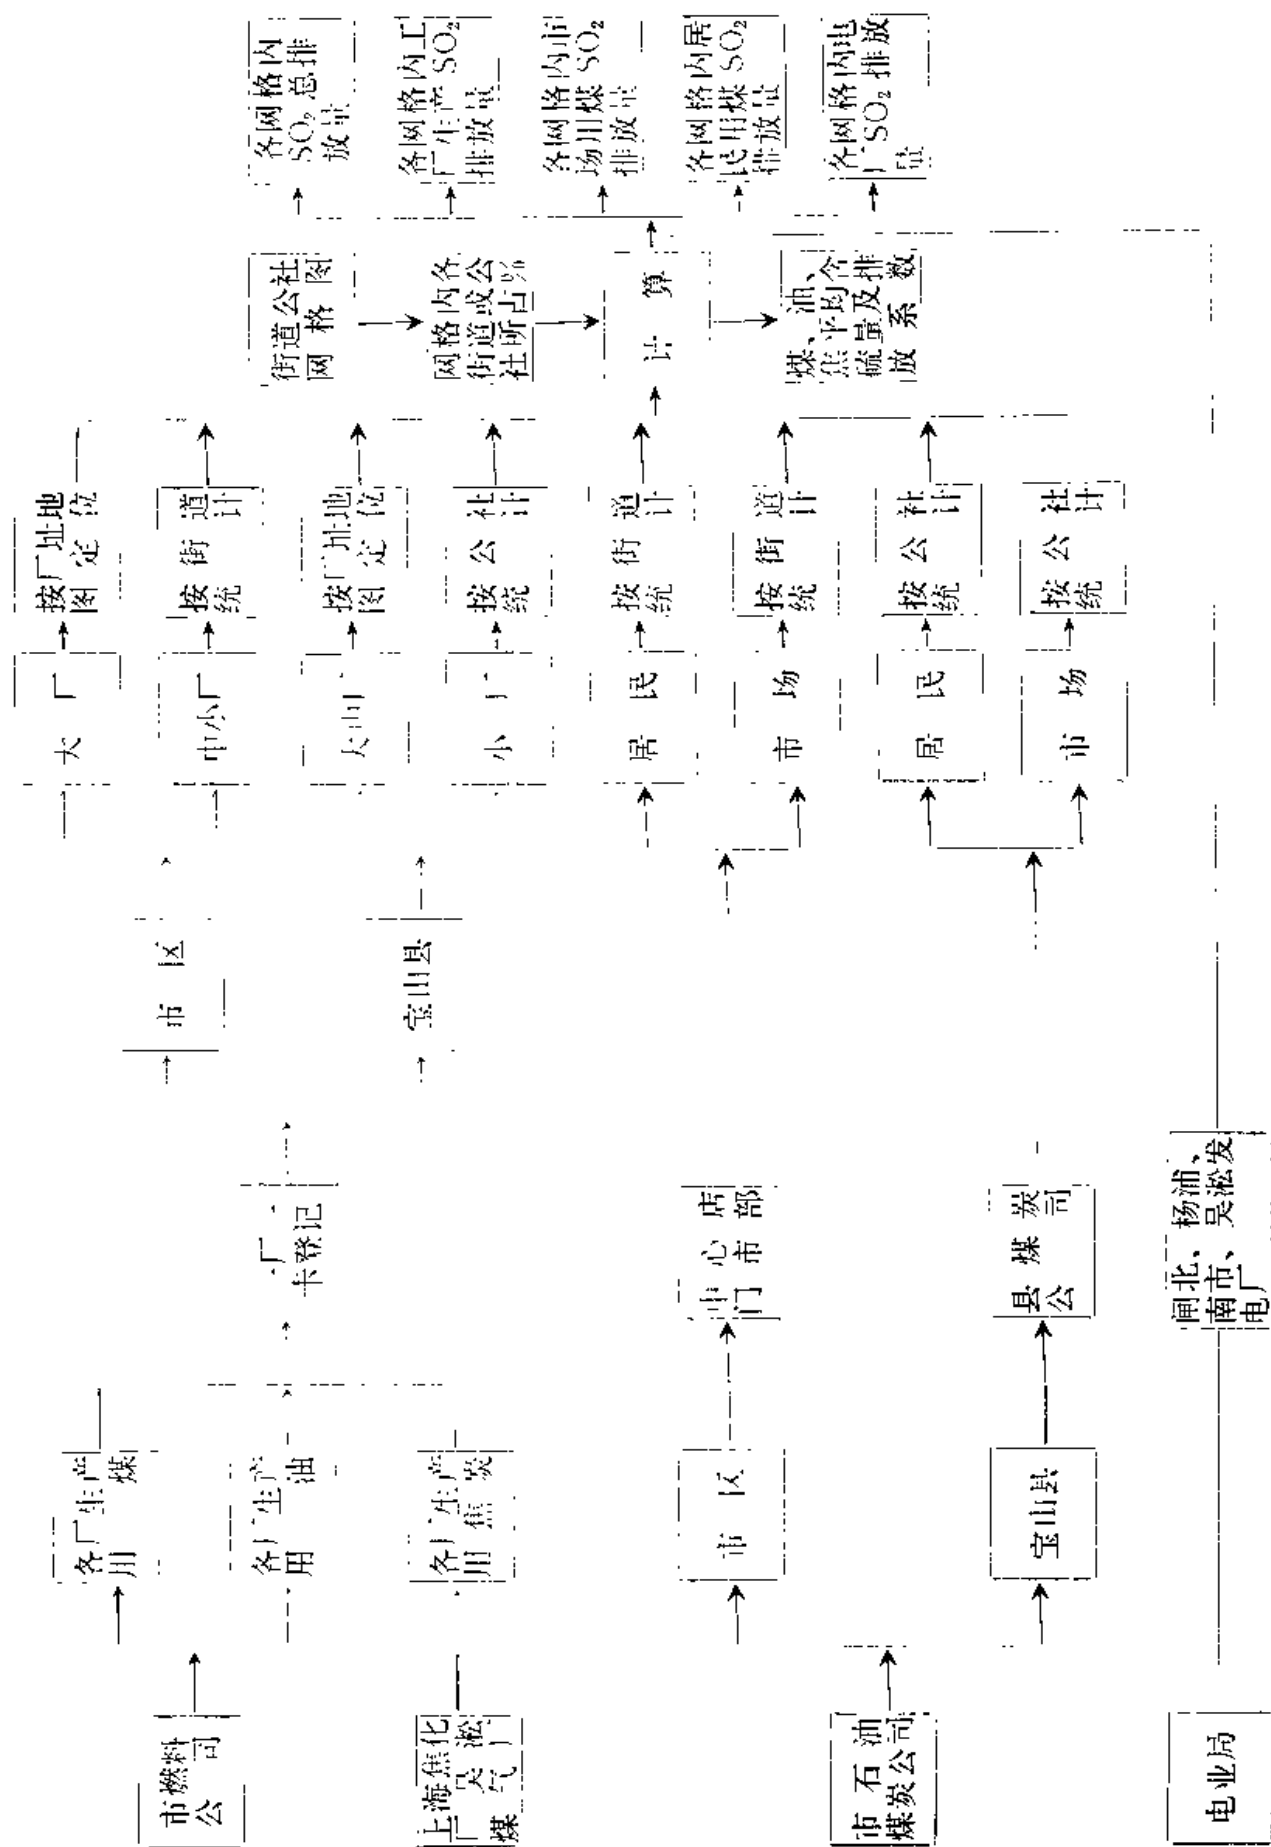 市燃料
公司
上海焦化
厂吴淞
煤气厂
市石油
煤炭公司
电业局
各厂生产
用煤
各厂生产
用油
各厂生产
用焦炭
市区
宝山县
厂
卡登记
中心店
门市部
县煤炭
公司
闸北、杨浦、
南市、吴淞发
电厂
市区
宝山县
大厂
中小厂
大中厂
小厂
居民
市场
居民
市场
按厂址地
图定位
按街道
统计
按厂址地
图定位
按公社
统计
按街道
统计
按街道
统计
按公社
统计
按公社
统计
街道公社
网格图
网格内各
街道或公
社所占%
计算
煤、油、
焦平均含
硫量及排
放系数
各网格内
SO₂总排
放量
各网格内工
厂生产SO₂
排放量
各网格内市
场用煤SO₂
排放量
各网格内居
民用煤SO₂
排放量
各网格内电
厂SO₂排放
量